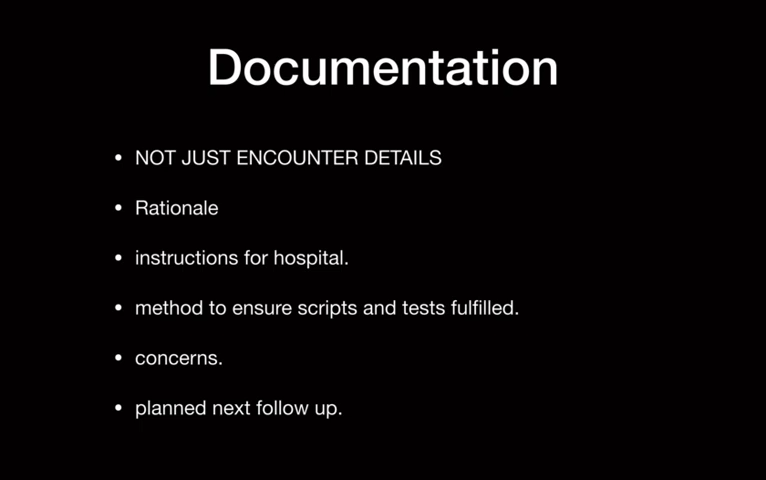 Documentation
• NOT JUST ENCOUNTER DETAILS
• Rationale
• instructions for hospital.
• method to ensure scripts and tests fulfilled.
• concerns.
• planned next follow up.